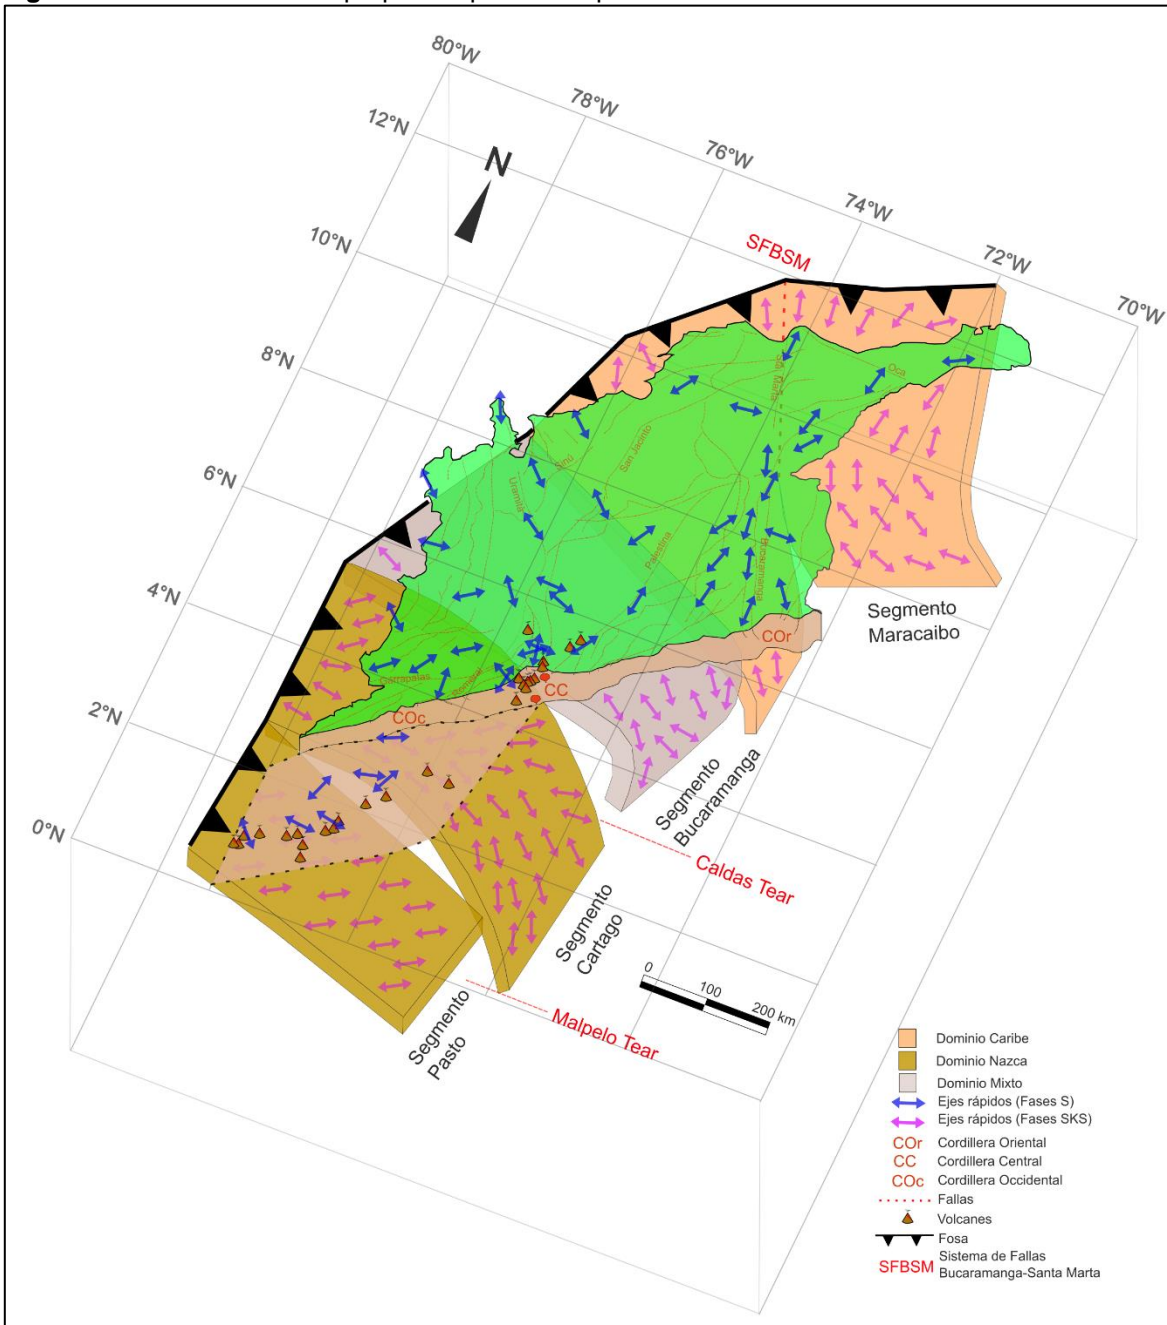 80°W
78°W
12°N
76°W
N
74°W
10°N
SFBSM
72°W
70°W
8°N
Oca
Sta. Marta
San Jacinto
Sinú
6°N
Uramita
Palestina
Bucaramanga
4°N
Segmento
Maracaibo
COr
Garrapatas
Romeral
CC
COc
2°N
Segmento
Bucaramanga
0°N
Caldas Tear
Segmento
Cartago
0
100
200 km
Malpelo Tear
Segmento
Pasto
Dominio Caribe
Dominio Nazca
Dominio Mixto
Ejes rápidos (Fases S)
Ejes rápidos (Fases SKS)
COr Cordillera Oriental
CC Cordillera Central
COc Cordillera Occidental
Fallas
Volcanes
Fosa
SFBSM Sistema de Fallas
Bucaramanga-Santa Marta